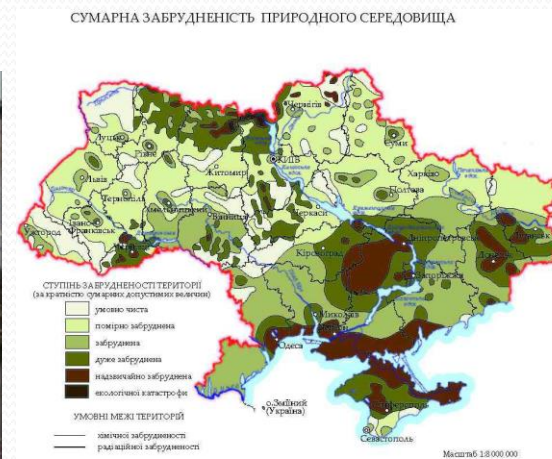 СУМАРНА ЗАБРУДНЕНІСТЬ ПРИРОДНОГО СЕРЕДОВИЩА
Чернігів
Луцьк
Рівне
Суми
КИЇВ
Житомир
Львів
Харків
Полтава
Тернопіль
Хмельницький
Вінниця
Черкаси
Івано-
Франківськ
Ужгород
Кіровоград
Дніпропетровськ
Донецьк
Луганськ
Запоріжжя
Миколаїв
Одеса
Сімферополь
Севастополь
о.Зміїний
(Україна)
СТУПІНЬ ЗАБРУДНЕНОСТІ ТЕРИТОРІЇ
(за кратністю сумарних допустимих величин)
умовно чиста
помірно забруднена
забруднена
дуже забруднена
надзвичайно забруднена
екологічної катастрофи
УМОВНІ МЕЖІ ТЕРИТОРІЙ
хімічної забрудненості
радіаційної забрудненості
Масштаб 1:8 000 000